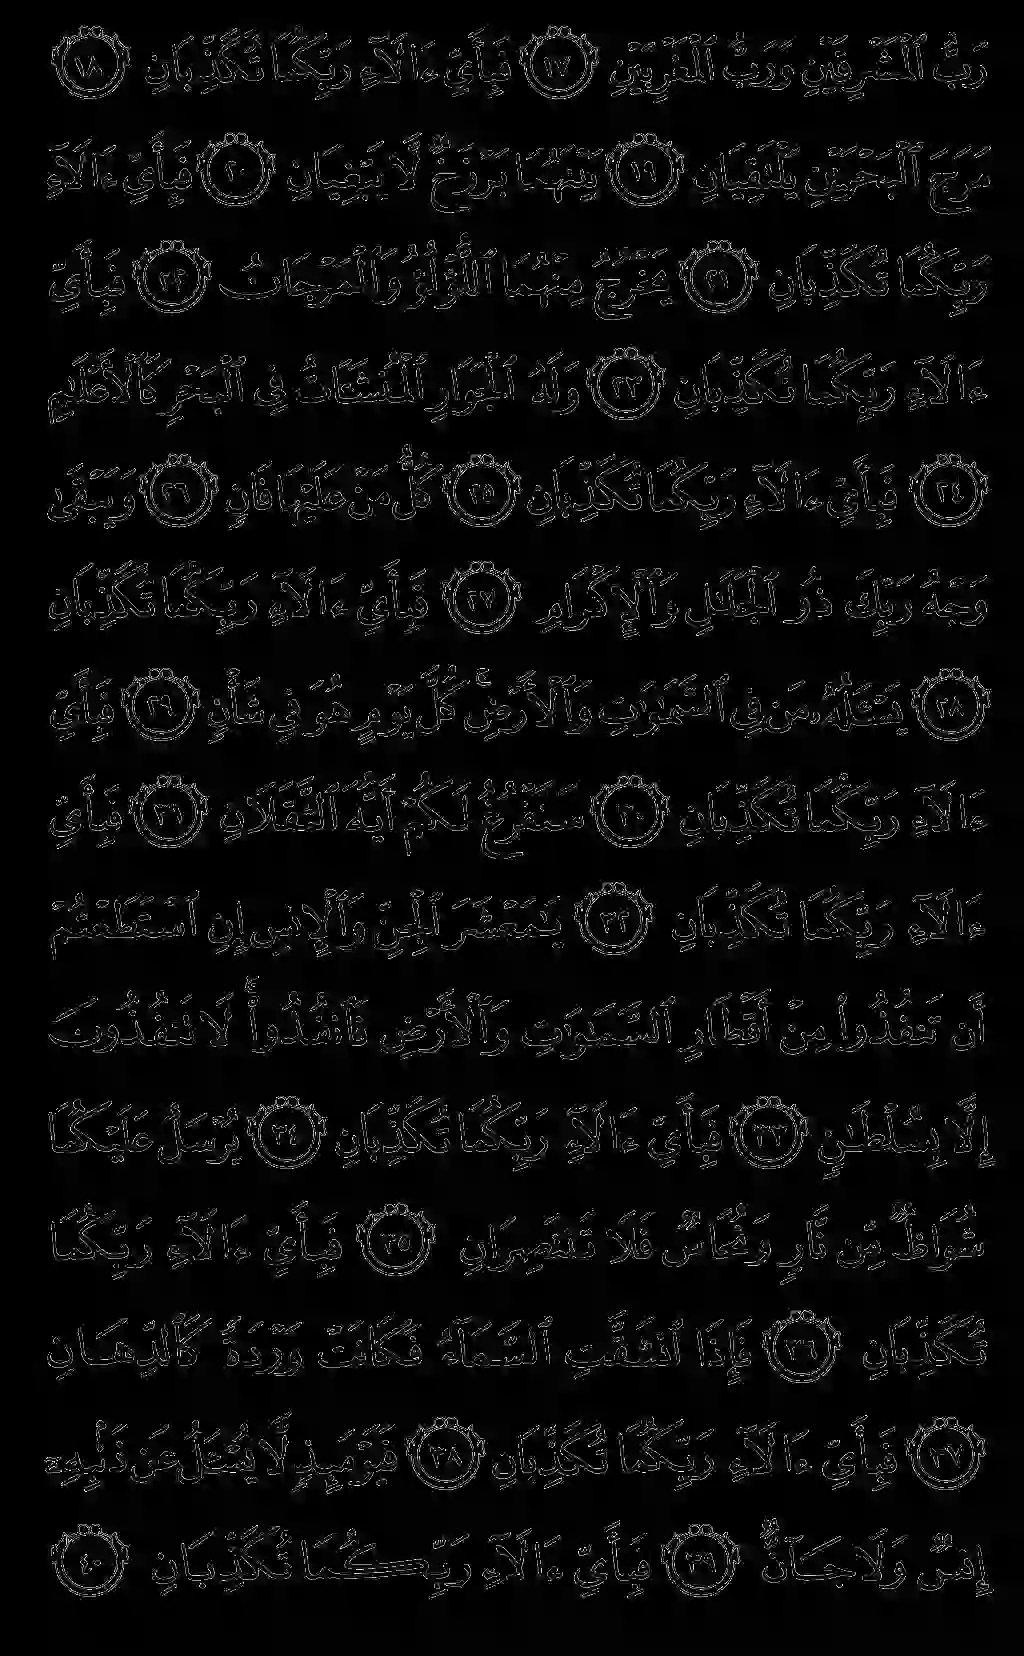 رَبُّ ٱلْمَشْرِقَيْنِ وَرَبُّ ٱلْمَغْرِبَيْنِ ١٧ فَبِأَيِّ ءَالَآءِ رَبِّكُمَا تُكَذِّبَانِ ١٨
مَرَجَ ٱلْبَحْرَيْنِ يَلْتَقِيَانِ ١٩ بَيْنَهُمَا بَرْزَخٌ لَّا يَبْغِيَانِ ٢٠ فَبِأَيِّ ءَالَآءِ
رَبِّكُمَا تُكَذِّبَانِ ٢١ يَخْرُجُ مِنْهُمَا ٱللُّؤْلُؤُ وَٱلْمَرْجَانُ ٢٢ فَبِأَيِّ
ءَالَآءِ رَبِّكُمَا تُكَذِّبَانِ ٢٣ وَلَهُ ٱلْجَوَارِ ٱلْمُنشَـَٔاتُ فِى ٱلْبَحْرِ كَٱلْأَعْلَٰمِ
٢٤ فَبِأَيِّ ءَالَآءِ رَبِّكُمَا تُكَذِّبَانِ ٢٥ كُلُّ مَنْ عَلَيْهَا فَانٍ ٢٦ وَيَبْقَىٰ
وَجْهُ رَبِّكَ ذُو ٱلْجَلَٰلِ وَٱلْإِكْرَامِ ٢٧ فَبِأَيِّ ءَالَآءِ رَبِّكُمَا تُكَذِّبَانِ
٢٨ يَسْـَٔلُهُۥ مَن فِى ٱلسَّمَٰوَٰتِ وَٱلْأَرْضِ ۚ كُلَّ يَوْمٍ هُوَ فِى شَأْنٍ ٢٩ فَبِأَيِّ
ءَالَآءِ رَبِّكُمَا تُكَذِّبَانِ ٣٠ سَنَفْرُغُ لَكُمْ أَيُّهَ ٱلثَّقَلَانِ ٣١ فَبِأَيِّ
ءَالَآءِ رَبِّكُمَا تُكَذِّبَانِ ٣٢ يَٰمَعْشَرَ ٱلْجِنِّ وَٱلْإِنسِ إِنِ ٱسْتَطَعْتُمْ
أَن تَنفُذُوا۟ مِنْ أَقْطَارِ ٱلسَّمَٰوَٰتِ وَٱلْأَرْضِ فَٱنفُذُوا۟ ۚ لَا تَنفُذُونَ
إِلَّا بِسُلْطَٰنٍ ٣٣ فَبِأَيِّ ءَالَآءِ رَبِّكُمَا تُكَذِّبَانِ ٣٤ يُرْسَلُ عَلَيْكُمَا
شُوَاظٌ مِّن نَّارٍ وَنُحَاسٌ فَلَا تَنتَصِرَانِ ٣٥ فَبِأَيِّ ءَالَآءِ رَبِّكُمَا
تُكَذِّبَانِ ٣٦ فَإِذَا ٱنشَقَّتِ ٱلسَّمَآءُ فَكَانَتْ وَرْدَةً كَٱلدِّهَانِ
٣٧ فَبِأَيِّ ءَالَآءِ رَبِّكُمَا تُكَذِّبَانِ ٣٨ فَيَوْمَئِذٍ لَّا يُسْـَٔلُ عَن ذَنۢبِهِۦٓ
إِنسٌ وَلَا جَآنٌّ ٣٩ فَبِأَيِّ ءَالَآءِ رَبِّكُمَا تُكَذِّبَانِ ٤٠